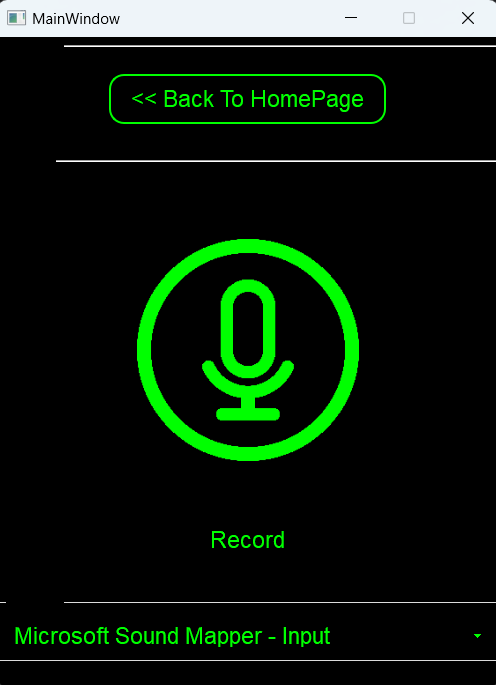 MainWindow
<< Back To HomePage
Record
Microsoft Sound Mapper - Input